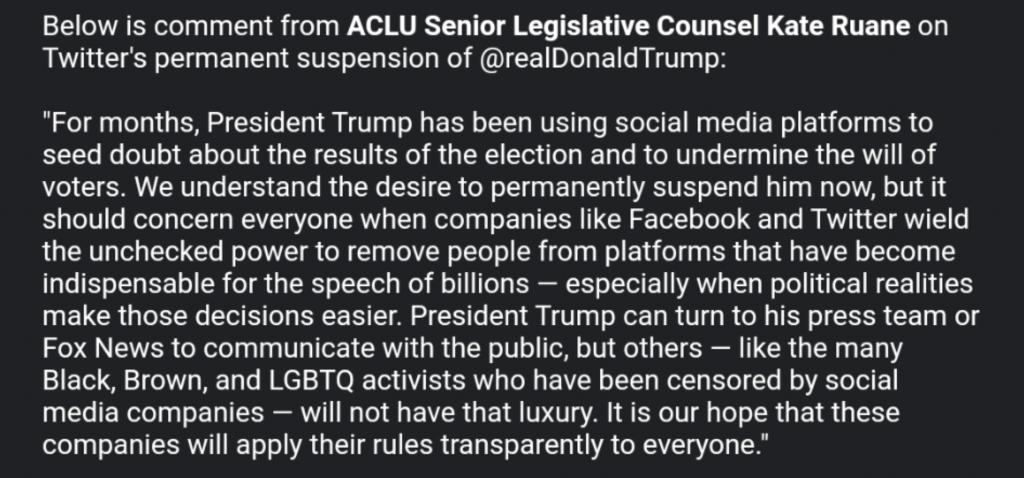 Below is comment from ACLU Senior Legislative Counsel Kate Ruane on
Twitter's permanent suspension of @realDonaldTrump:
"For months, President Trump has been using social media platforms to
seed doubt about the results of the election and to undermine the will of
voters. We understand the desire to permanently suspend him now, but it
should concern everyone when companies like Facebook and Twitter wield
the unchecked power to remove people from platforms that have become
indispensable for the speech of billions — especially when political realities
make those decisions easier. President Trump can turn to his press team or
Fox News to communicate with the public, but others — like the many
Black, Brown, and LGBTQ activists who have been censored by social
media companies — will not have that luxury. It is our hope that these
companies will apply their rules transparently to everyone."